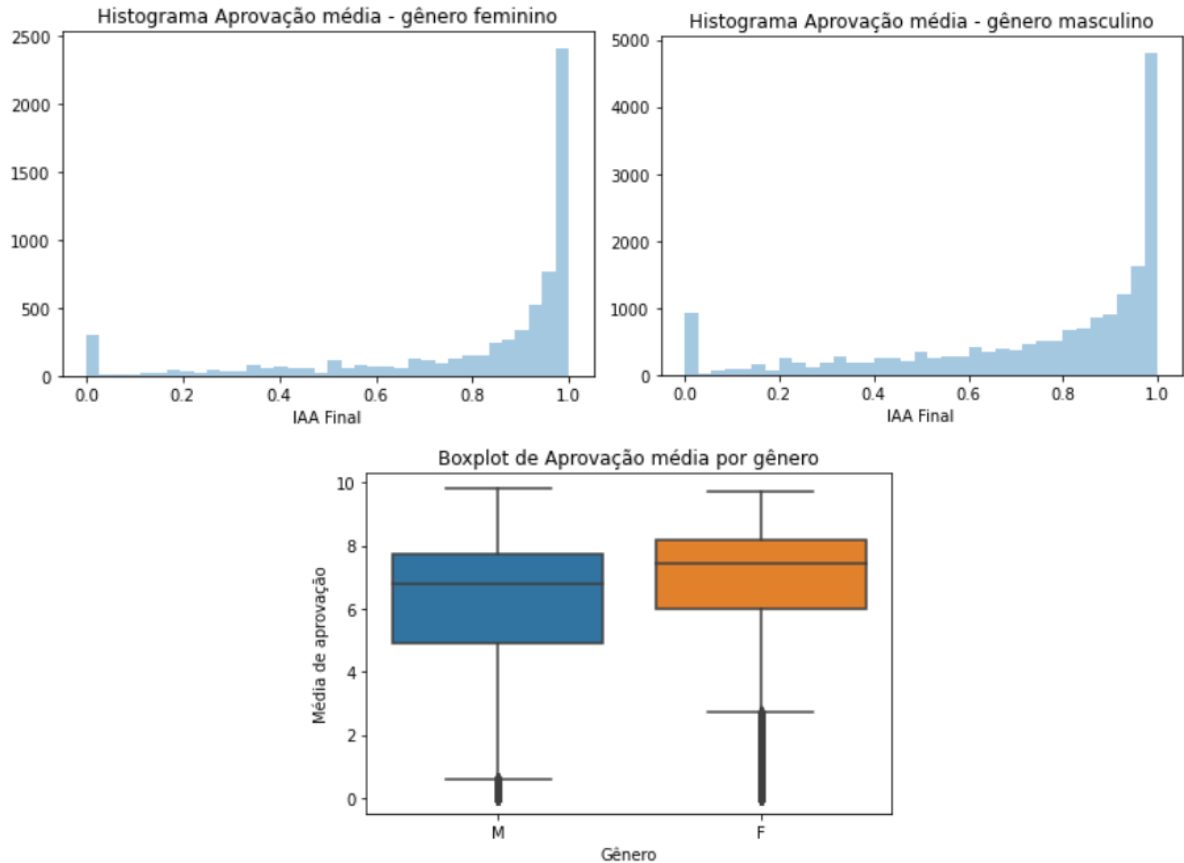 Histograma Aprovação média - gênero feminino
2500
2000
1500
1000
500
0
0.0 0.2 0.4 0.6 0.8 1.0
IAA Final
Histograma Aprovação média - gênero masculino
5000
4000
3000
2000
1000
0
0.0 0.2 0.4 0.6 0.8 1.0
IAA Final
Boxplot de Aprovação média por gênero
Média de aprovação
10
8
6
4
2
0
M F
Gênero